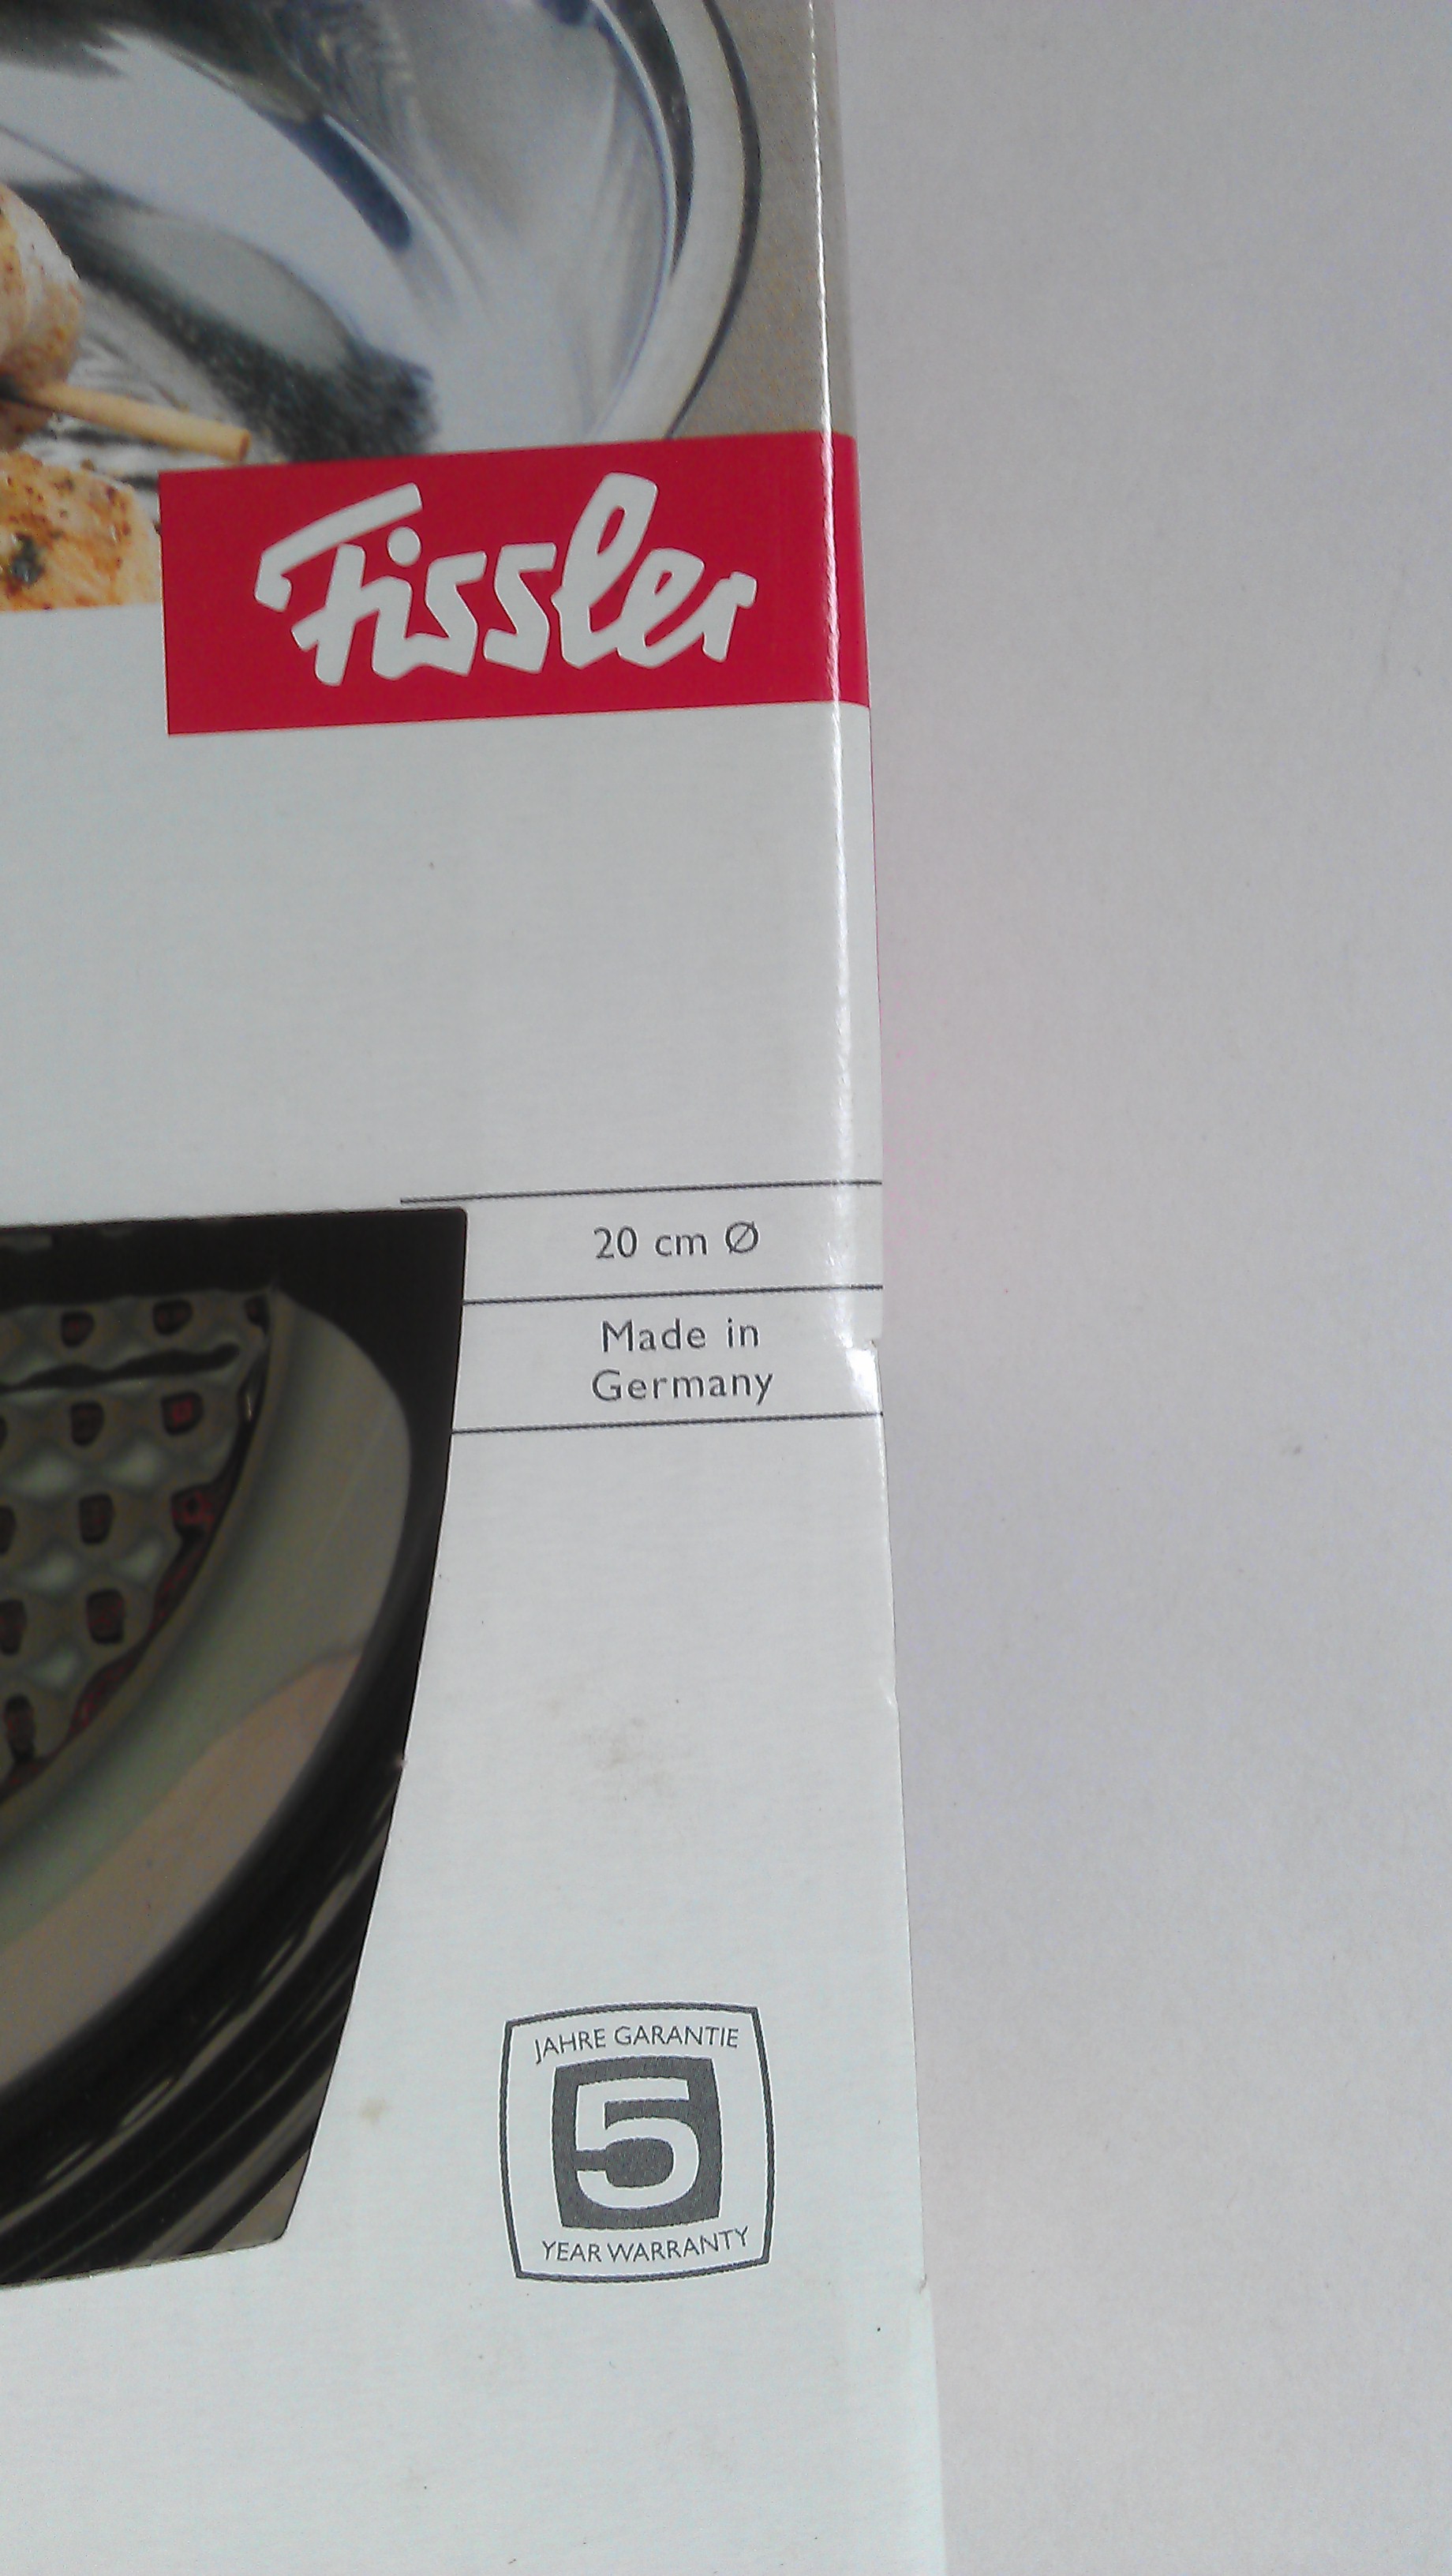 Fissler
20 cm Ø
Made in
Germany
JAHRE GARANTIE
5
YEAR WARRANTY